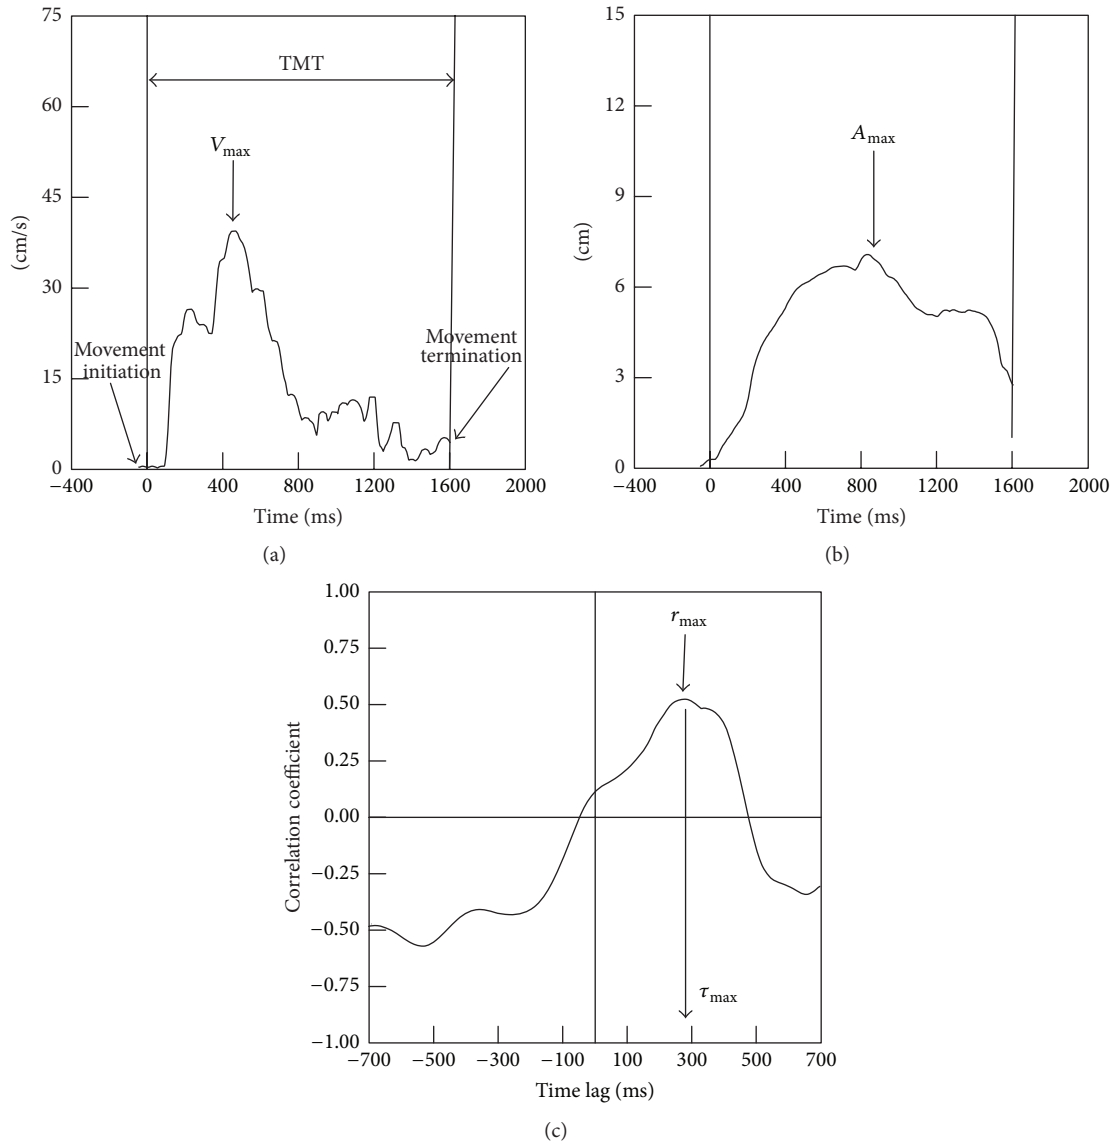 75
60
45
30
15
0
(cm/s)
TMT
V_max
Movement
initiation
Movement
termination
−400
0
400
800
1200
1600
2000
Time (ms)
(a)
15
12
9
6
3
0
(cm)
A_max
−400
0
400
800
1200
1600
2000
Time (ms)
(b)
1.00
0.75
0.50
0.25
0.00
−0.25
−0.50
−0.75
−1.00
Correlation coefficient
r_max
τ_max
−700
−500
−300
−100
100
300
500
700
Time lag (ms)
(c)